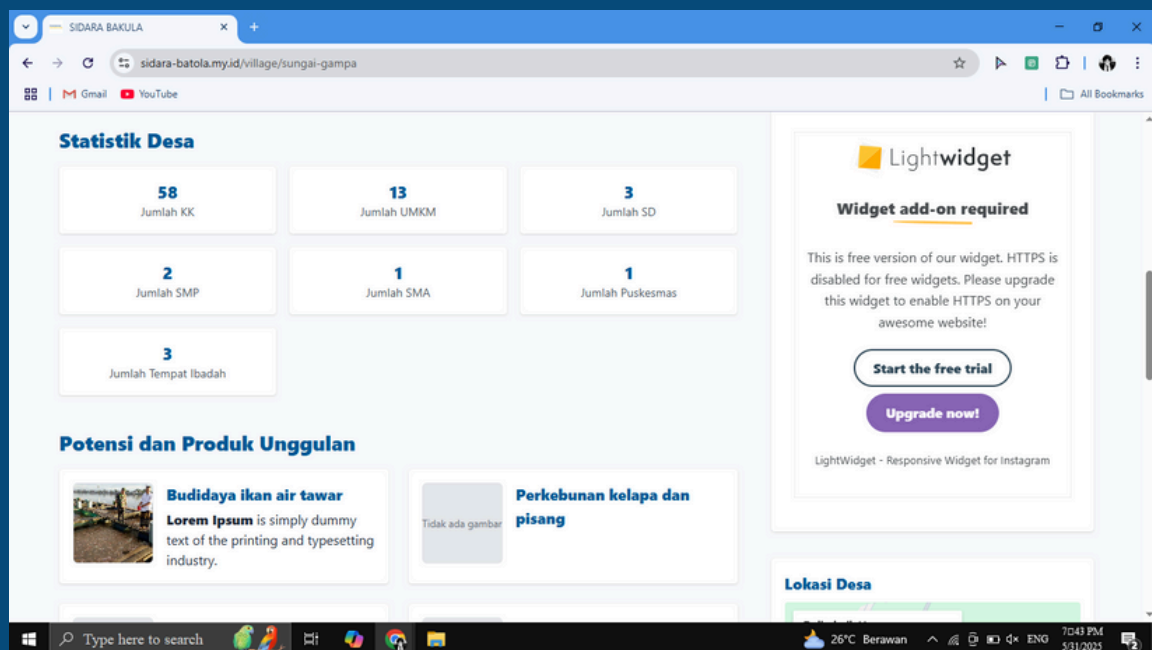 SIDARA BAKULA
sidara-batola.my.id/village/sungai-gampa
Gmail
YouTube
All Bookmarks
Statistik Desa
58
Jumlah KK
13
Jumlah UMKM
3
Jumlah SD
2
Jumlah SMP
1
Jumlah SMA
1
Jumlah Puskesmas
3
Jumlah Tempat Ibadah
Potensi dan Produk Unggulan
Budidaya ikan air tawar
Lorem Ipsum is simply dummy
text of the printing and typesetting
industry.
Tidak ada gambar
Perkebunan kelapa dan
pisang
Lightwidget
Widget add-on required
This is free version of our widget. HTTPS is
disabled for free widgets. Please upgrade
this widget to enable HTTPS on your
awesome website!
Start the free trial
Upgrade now!
LightWidget - Responsive Widget for Instagram
Lokasi Desa
Type here to search
26°C Berawan
ENG
7□43 PM
5/31/2025
2